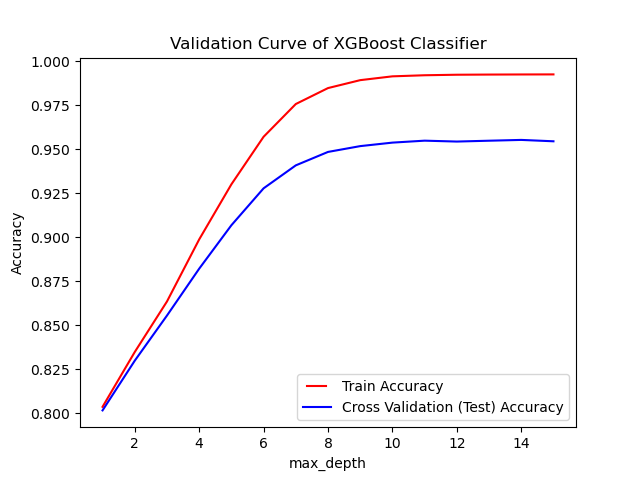 Validation Curve of XGBoost Classifier
1.000
0.975
0.950
0.925
0.900
0.875
0.850
0.825
0.800
Accuracy
Train Accuracy
Cross Validation (Test) Accuracy
2 4 6 8 10 12 14
max_depth